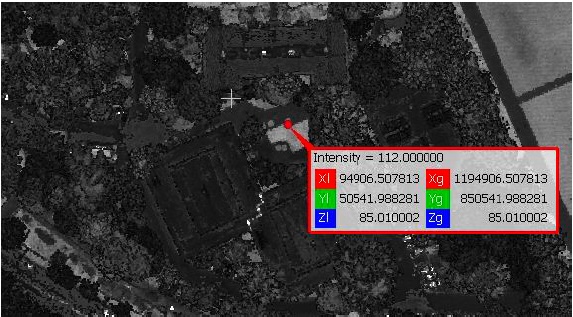 Intensity = 112.000000
Xl 94906.507813 Xg 1194906.507813
Yl 50541.988281 Yg 850541.988281
Zl 85.010002 Zg 85.010002